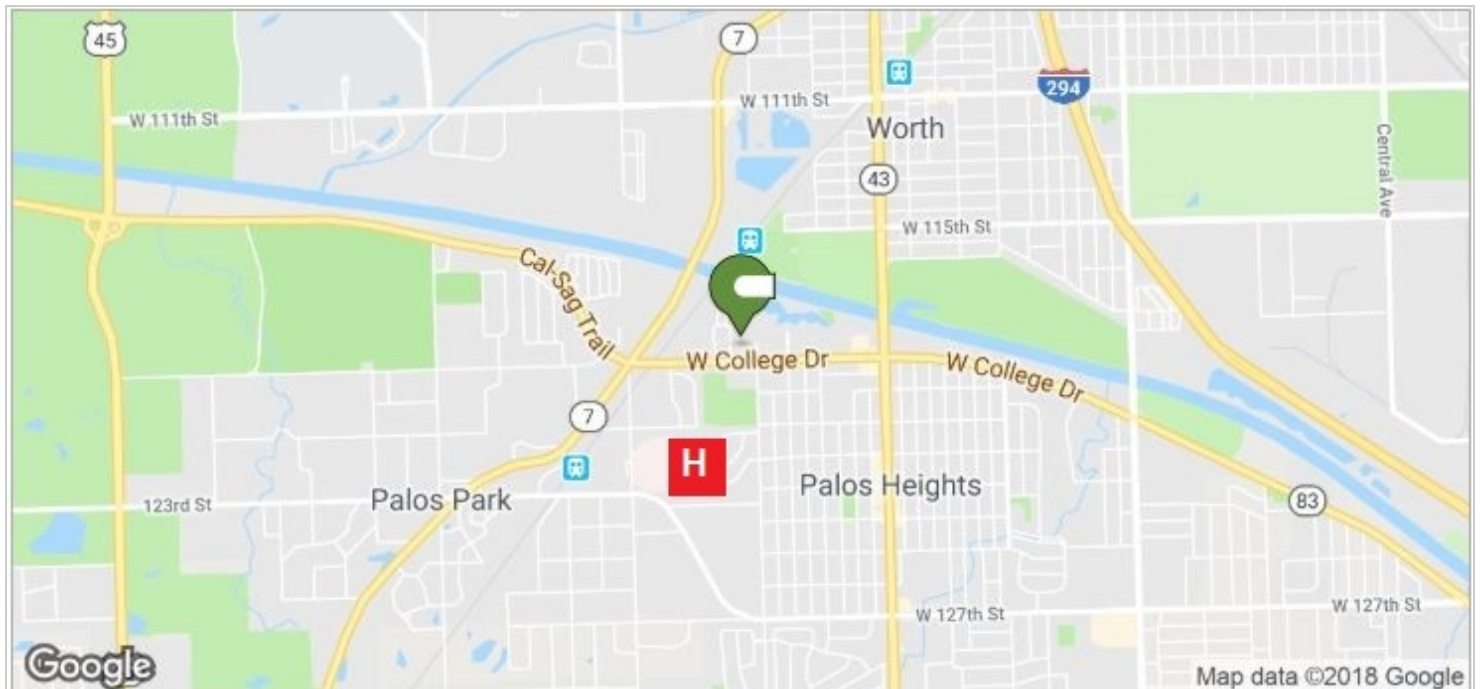 45
7
W 111th St
W 111th St
294
Worth
Central Ave
43
W 115th St
Cal-Sag Trail
W College Dr
W College Dr
7
H
Palos Park
Palos Heights
123rd St
83
W 127th St
W 127th St
Google
Map data ©2018 Google